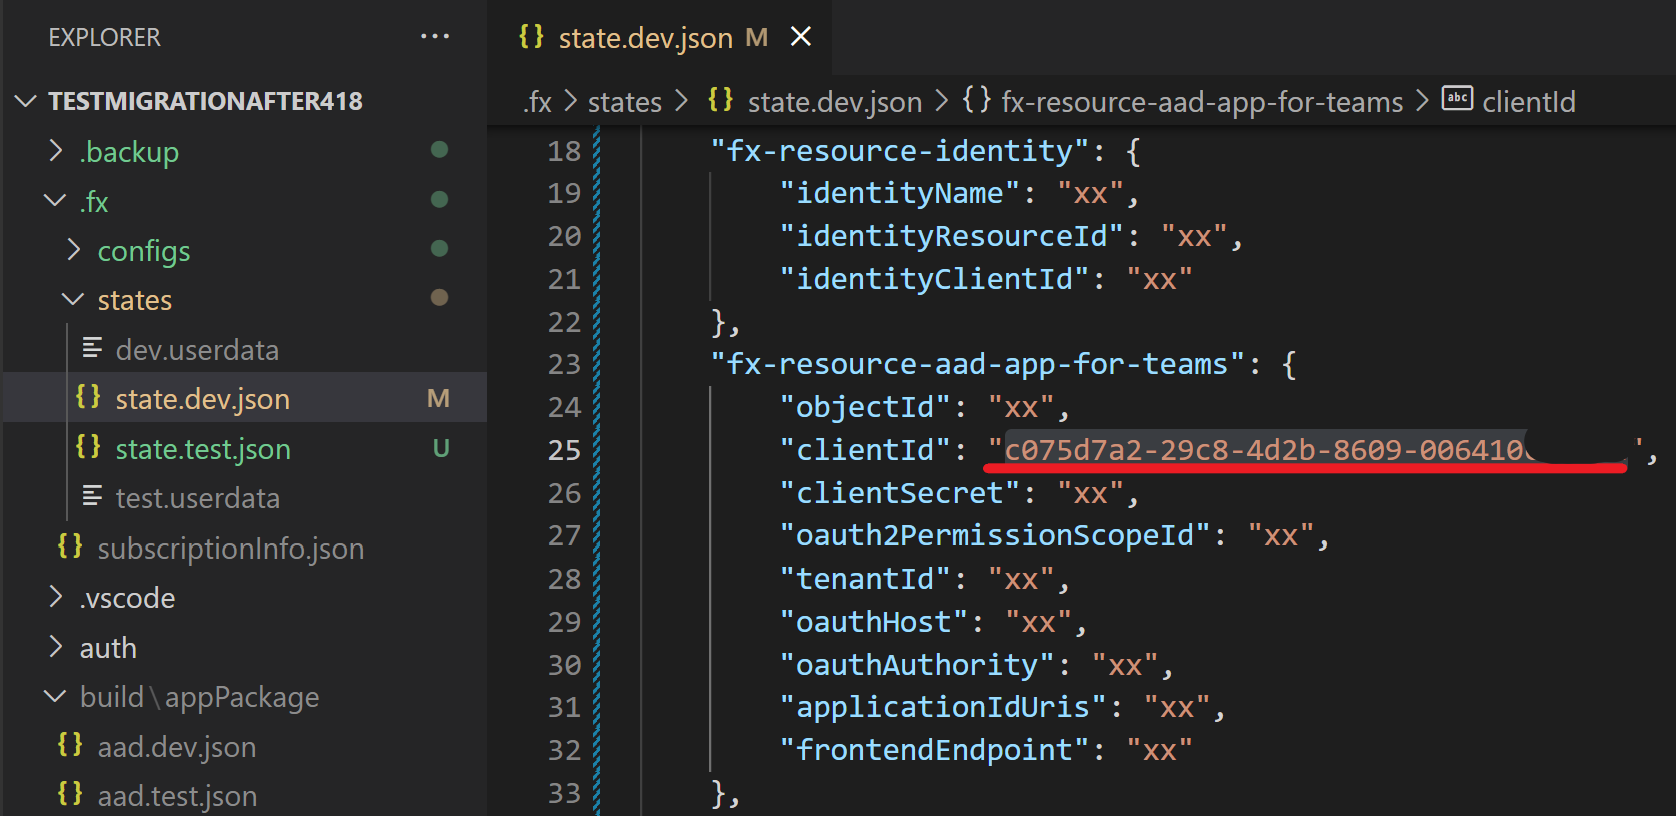 EXPLORER
···
TESTMIGRATIONAFTER418
.backup
.fx
configs
states
dev.userdata
state.dev.json M
state.test.json U
test.userdata
subscriptionInfo.json
.vscode
auth
build\appPackage
aad.dev.json
aad.test.json
{} state.dev.json M
.fx > states > {} state.dev.json > {} fx-resource-aad-app-for-teams > abc clientId
18 "fx-resource-identity": {
19 "identityName": "xx",
20 "identityResourceId": "xx",
21 "identityClientId": "xx"
22 },
23 "fx-resource-aad-app-for-teams": {
24 "objectId": "xx",
25 "clientId": "c075d7a2-29c8-4d2b-8609-006410 ",
26 "clientSecret": "xx",
27 "oauth2PermissionScopeId": "xx",
28 "tenantId": "xx",
29 "oauthHost": "xx",
30 "oauthAuthority": "xx",
31 "applicationIdUris": "xx",
32 "frontendEndpoint": "xx"
33 },